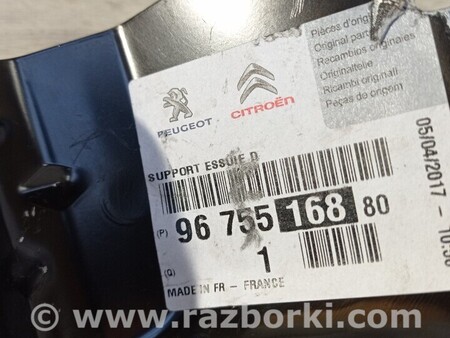 Pièces d'origine
Original parts
Recambios originales
Originalteile
Ricambi originali
Peças de origem
PEUGEOT
CITROËN
SUPPORT ESSUIE D
(P) 96 755 168 80
(Q) 1
MADE IN FR - FRANCE
05/04/2017 -
www.razborki.com